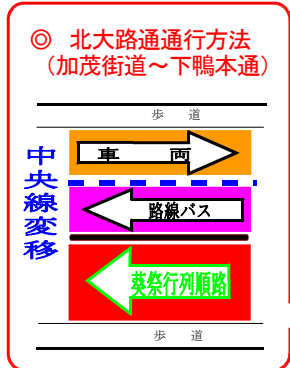 ◎ 北大路通通行方法
（加茂街道～下鴨本通）
歩 道
中央線変移
車 両
路線バス
葵祭行列順路
歩 道